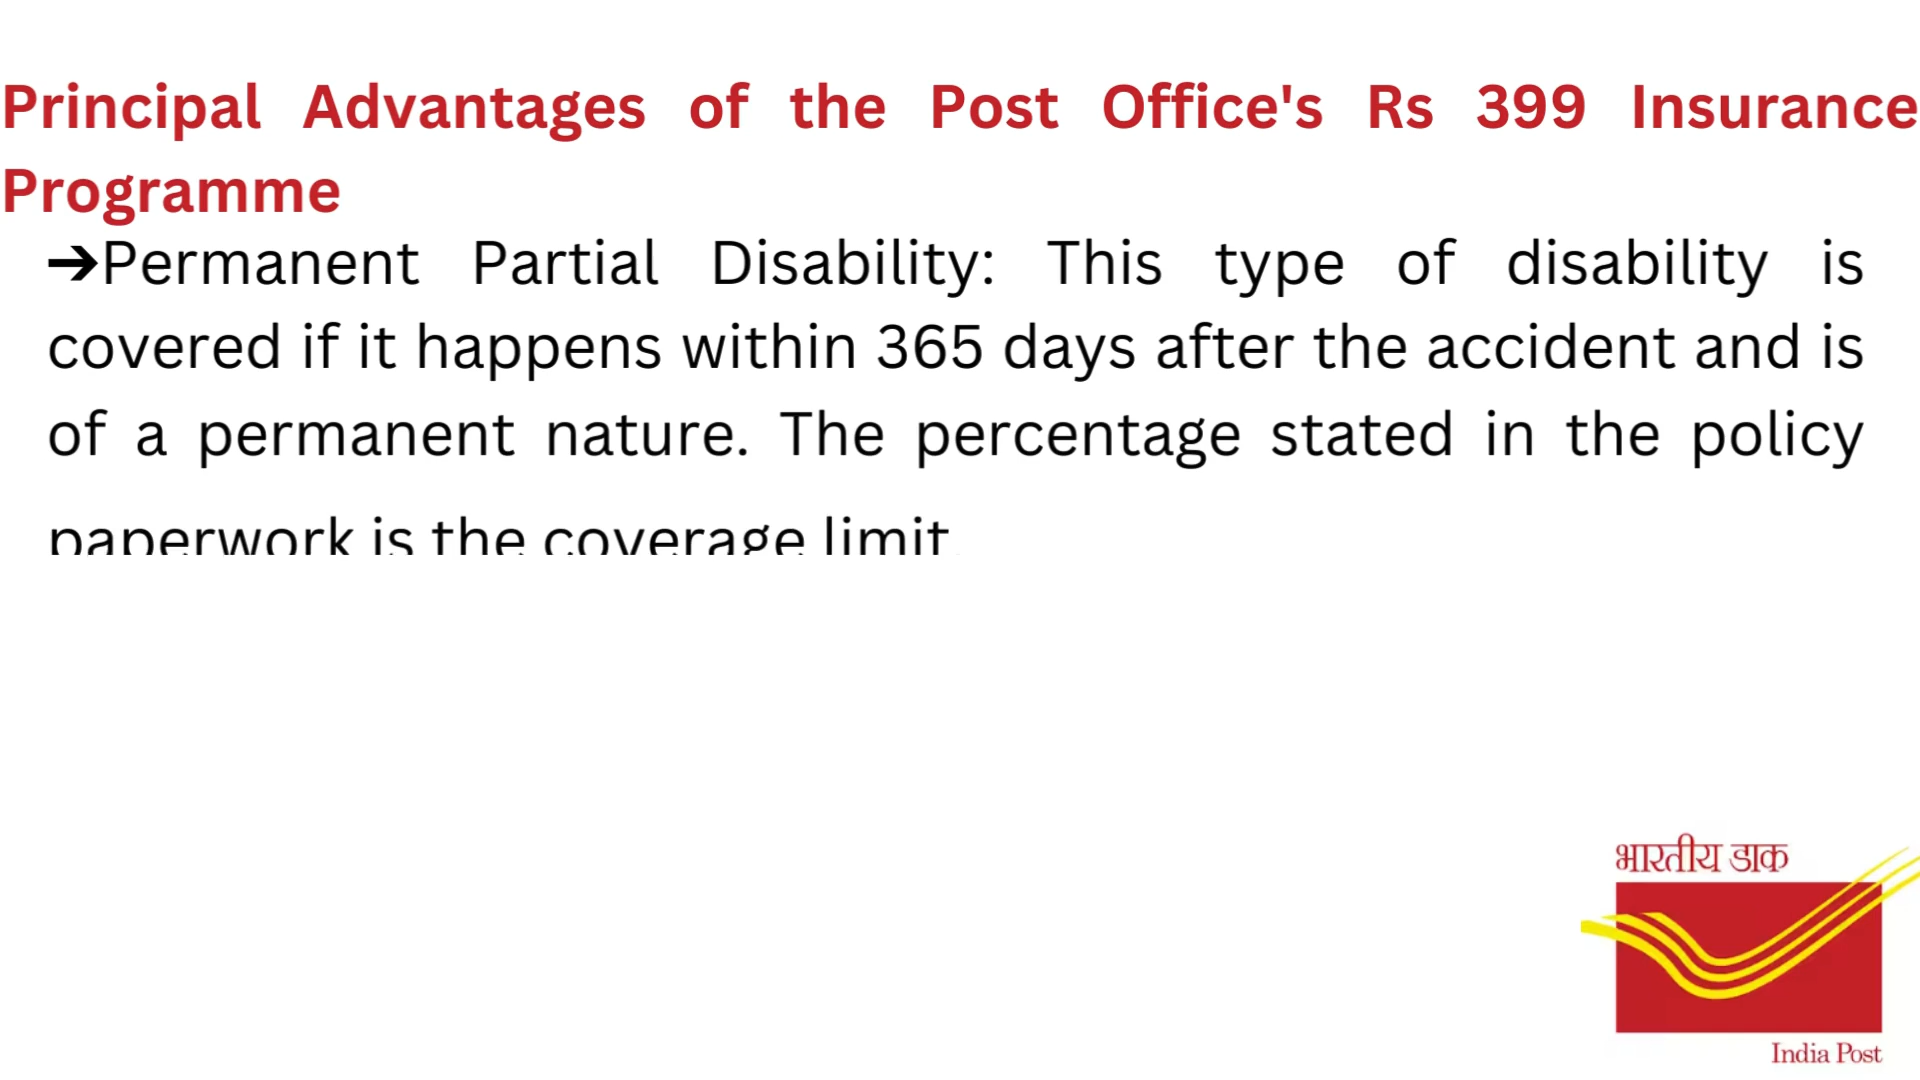 Principal Advantages of the Post Office's Rs 399 Insurance
Programme
➔Permanent Partial Disability: This type of disability is
covered if it happens within 365 days after the accident and is
of a permanent nature. The percentage stated in the policy
paperwork is the coverage limit.
भारतीय डाक
India Post